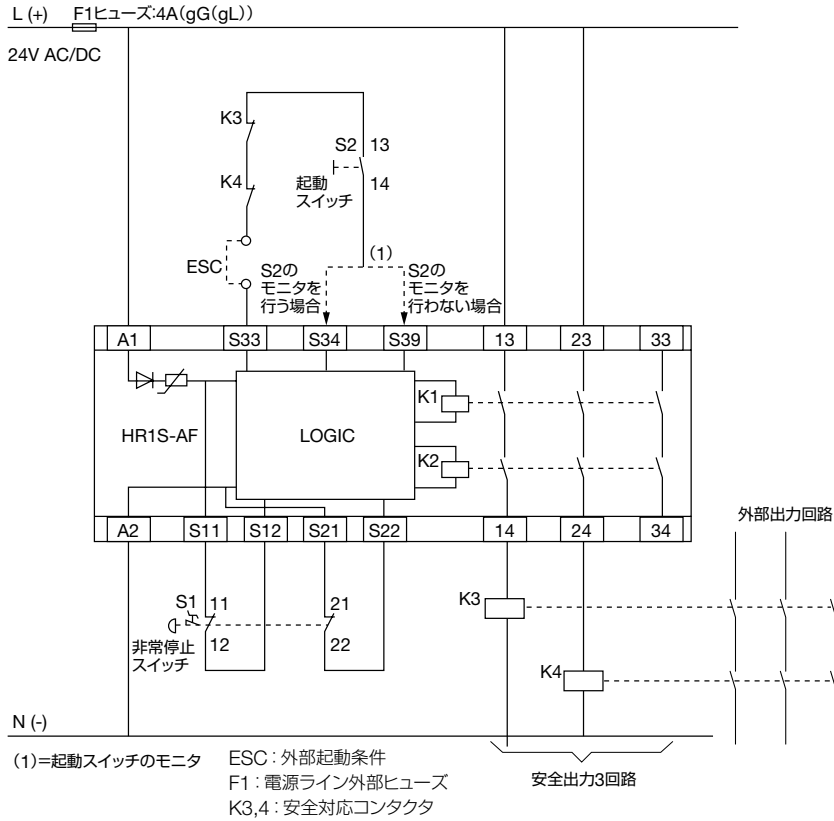 L (+) F1ヒューズ:4A(gG(gL))
24V AC/DC
K3
S2 13
K4
起動
スイッチ
14
(1)
ESC
S2の
モニタを
行う場合
S2の
モニタを
行わない場合
A1 S33 S34 S39 13 23 33
K1
HR1S-AF
LOGIC
K2
A2 S11 S12 S21 S22 14 24 34
外部出力回路
S1 11 21
12 22
非常停止
スイッチ
K3
K4
N (-)
(1)=起動スイッチのモニタ
ESC:外部起動条件
F1:電源ライン外部ヒューズ
K3,4:安全対応コンタクタ
安全出力3回路